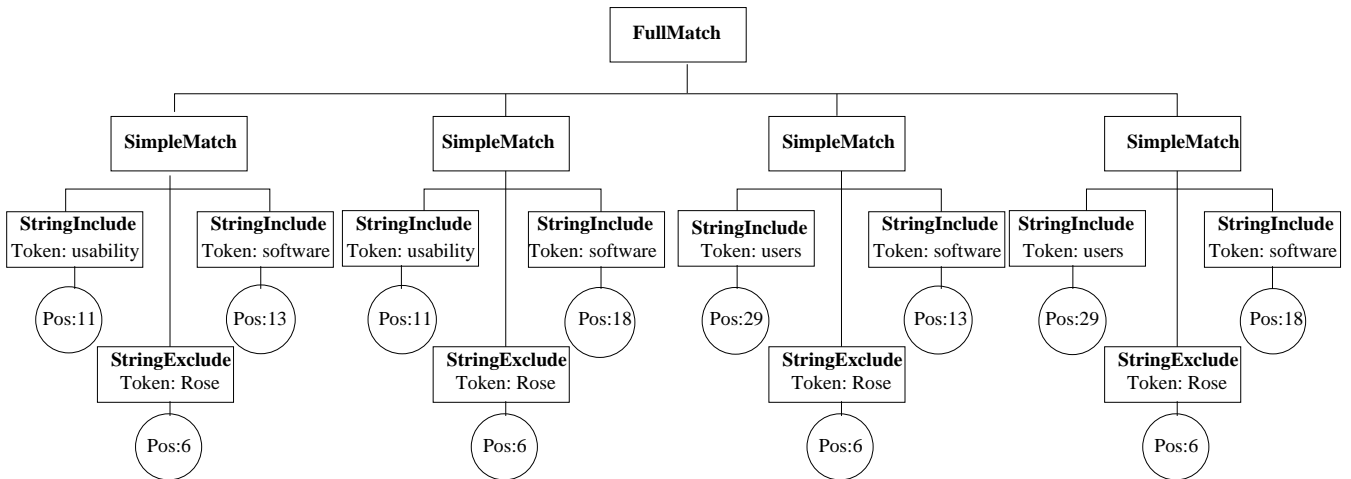 FullMatch
SimpleMatch
SimpleMatch
SimpleMatch
SimpleMatch
StringInclude
Token: usability
StringInclude
Token: software
StringInclude
Token: usability
StringInclude
Token: software
StringInclude
Token: users
StringInclude
Token: software
StringInclude
Token: users
StringInclude
Token: software
Pos:11
Pos:13
Pos:11
Pos:18
Pos:29
Pos:13
Pos:29
Pos:18
StringExclude
Token: Rose
StringExclude
Token: Rose
StringExclude
Token: Rose
StringExclude
Token: Rose
Pos:6
Pos:6
Pos:6
Pos:6